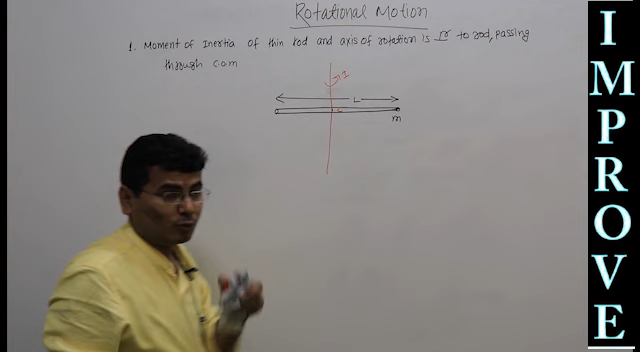 Rotational Motion
1. Moment of Inertia of thin rod and axis of rotation is ⊥r to rod, passing
through c.o.m
L
m
IMPROVE